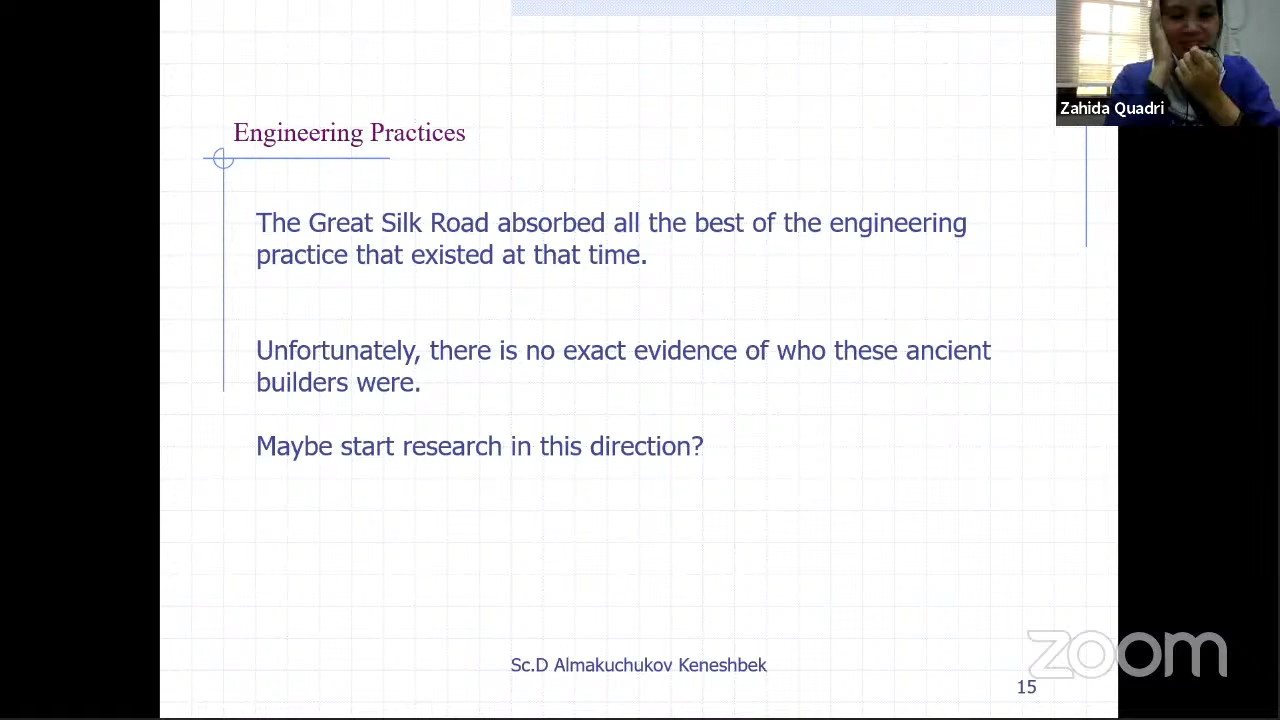 Zahida Quadri
Engineering Practices
The Great Silk Road absorbed all the best of the engineering
practice that existed at that time.
Unfortunately, there is no exact evidence of who these ancient
builders were.
Maybe start research in this direction?
Sc.D Almakuchukov Keneshbek
15
zoom